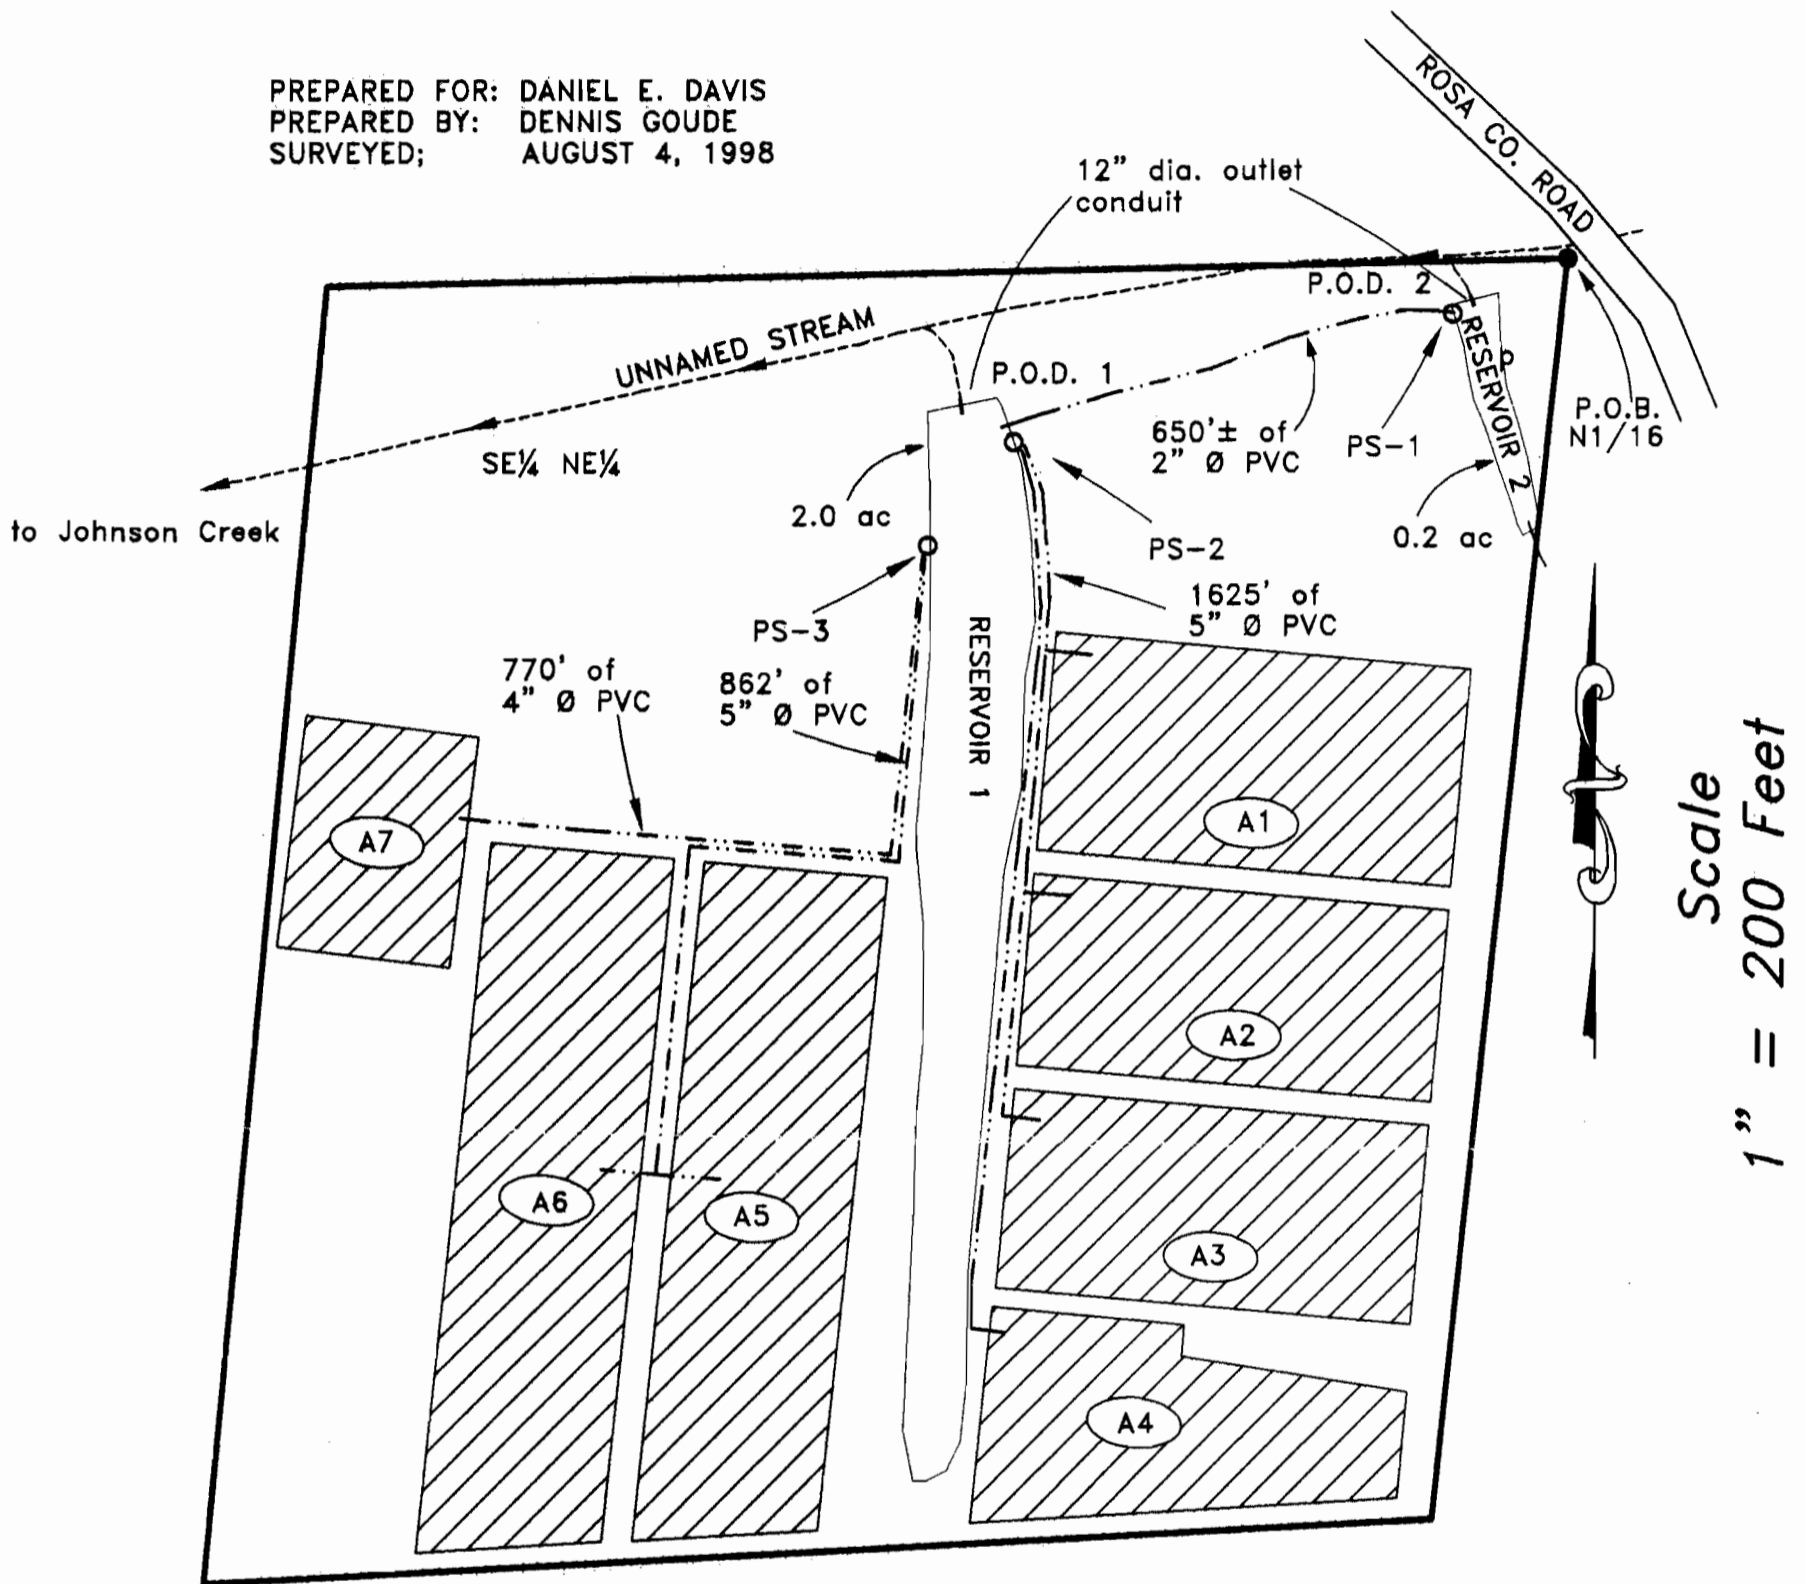 PREPARED FOR: DANIEL E. DAVIS
PREPARED BY: DENNIS GOUDE
SURVEYED; AUGUST 4, 1998
ROSA CO. ROAD
12" dia. outlet
conduit
P.O.D. 2
UNNAMED STREAM
P.O.D. 1
RESERVOIR 2
P.O.B.
N1/16
650'± of
2" Ø PVC
PS-1
SE¼ NE¼
2.0 ac
0.2 ac
to Johnson Creek
PS-2
PS-3
1625' of
5" Ø PVC
RESERVOIR 1
770' of
4" Ø PVC
862' of
5" Ø PVC
Scale
1" = 200 Feet
A1
A7
A2
A6
A5
A3
A4